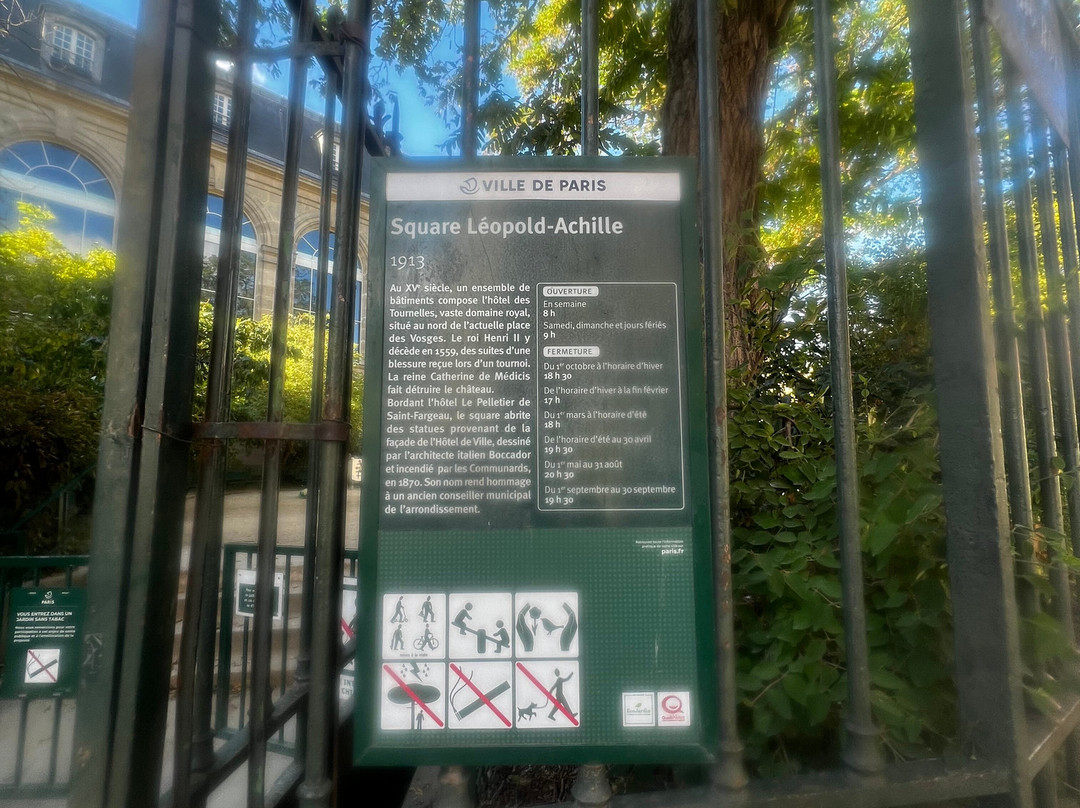 VILLE DE PARIS
Square Léopold-Achille
1913
Au XVe siècle, un ensemble de
bâtiments compose l'hôtel des
Tournelles, vaste domaine royal,
situé au nord de l'actuelle place
des Vosges. Le roi Henri II y
décède en 1559, des suites d'une
blessure reçue lors d'un tournoi.
La reine Catherine de Médicis
fait détruire le château.
Bordant l'hôtel Le Pelletier de
Saint-Fargeau, le square abrite
des statues provenant de la
façade de l'Hôtel de Ville, dessiné
par l'architecte italien Boccador
et incendié par les Communards,
en 1870. Son nom rend hommage
à un ancien conseiller municipal
de l'arrondissement.
OUVERTURE
En semaine
8 h
Samedi, dimanche et jours fériés
9 h
FERMETURE
Du 1er octobre à l'horaire d'hiver
18 h 30
De l'horaire d'hiver à la fin février
17 h
Du 1er mars à l'horaire d'été
18 h
De l'horaire d'été au 30 avril
19 h 30
Du 1er mai au 31 août
20 h 30
Du 1er septembre au 30 septembre
19 h 30
paris.fr
PARIS
VOUS ENTREZ DANS UN
JARDIN SANS TABAC